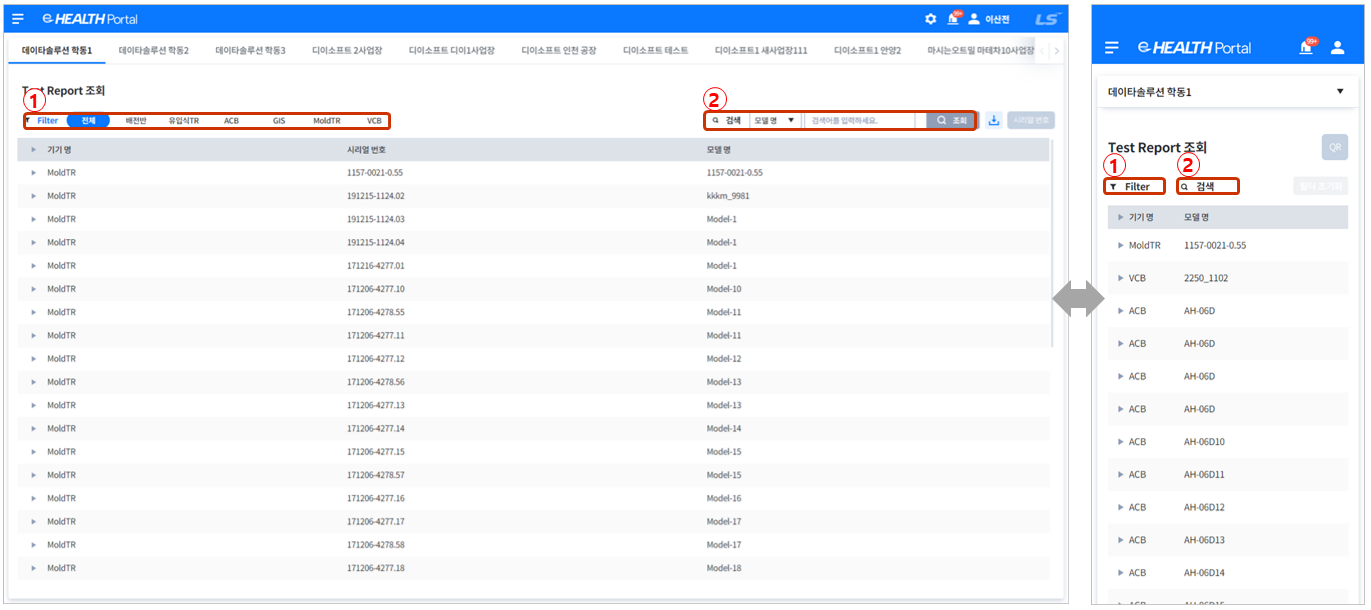 eHEALTH Portal 99+ 이산전 LS
데이타솔루션 학동1 데이타솔루션 학동2 데이타솔루션 학동3 디이소프트 2사업장 디이소프트 디이1사업장 디이소프트 인천 공장 디이소프트 테스트 디이소프트1 새사업장111 디이소프트1 안양2 마시는오트밀 마테차10사업장
Test Report 조회
1 2
Filter 전체 배전반 유입식TR ACB GIS MoldTR VCB 검색 모델 명 검색어를 입력하세요. 조회 시리얼 번호
기기 명 시리얼 번호 모델 명
MoldTR 1157-0021-0.55 1157-0021-0.55
MoldTR 191215-1124.02 kkkm_9981
MoldTR 191215-1124.03 Model-1
MoldTR 191215-1124.04 Model-1
MoldTR 171216-4277.01 Model-1
MoldTR 171206-4277.10 Model-10
MoldTR 171206-4278.55 Model-11
MoldTR 171206-4277.11 Model-11
MoldTR 171206-4277.12 Model-12
MoldTR 171206-4278.56 Model-13
MoldTR 171206-4277.13 Model-13
MoldTR 171206-4277.14 Model-14
MoldTR 171206-4277.15 Model-15
MoldTR 171206-4278.57 Model-15
MoldTR 171206-4277.16 Model-16
MoldTR 171206-4277.17 Model-17
MoldTR 171206-4278.58 Model-17
MoldTR 171206-4277.18 Model-18
eHEALTH Portal 99+
데이타솔루션 학동1
Test Report 조회 QR
1 2
Filter 검색 필터 초기화
기기 명 모델 명
MoldTR 1157-0021-0.55
VCB 2250_1102
ACB AH-06D
ACB AH-06D
ACB AH-06D
ACB AH-06D
ACB AH-06D10
ACB AH-06D11
ACB AH-06D12
ACB AH-06D13
ACB AH-06D14
ACB AH-06D15